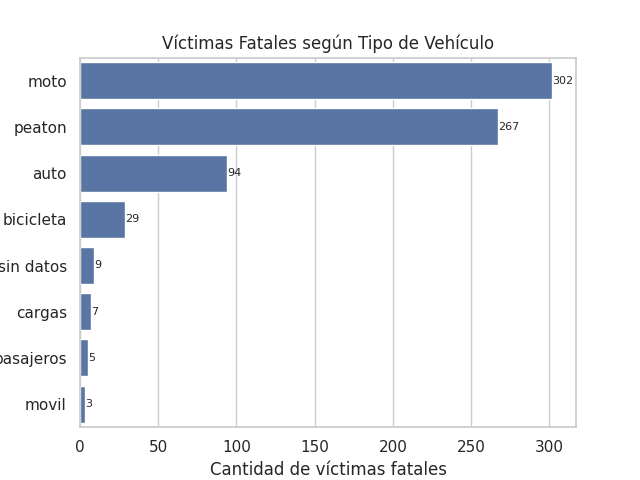 Víctimas Fatales según Tipo de Vehículo
moto 302
peaton 267
auto 94
bicicleta 29
sin datos 9
cargas 7
pasajeros 5
movil 3
0 50 100 150 200 250 300
Cantidad de víctimas fatales